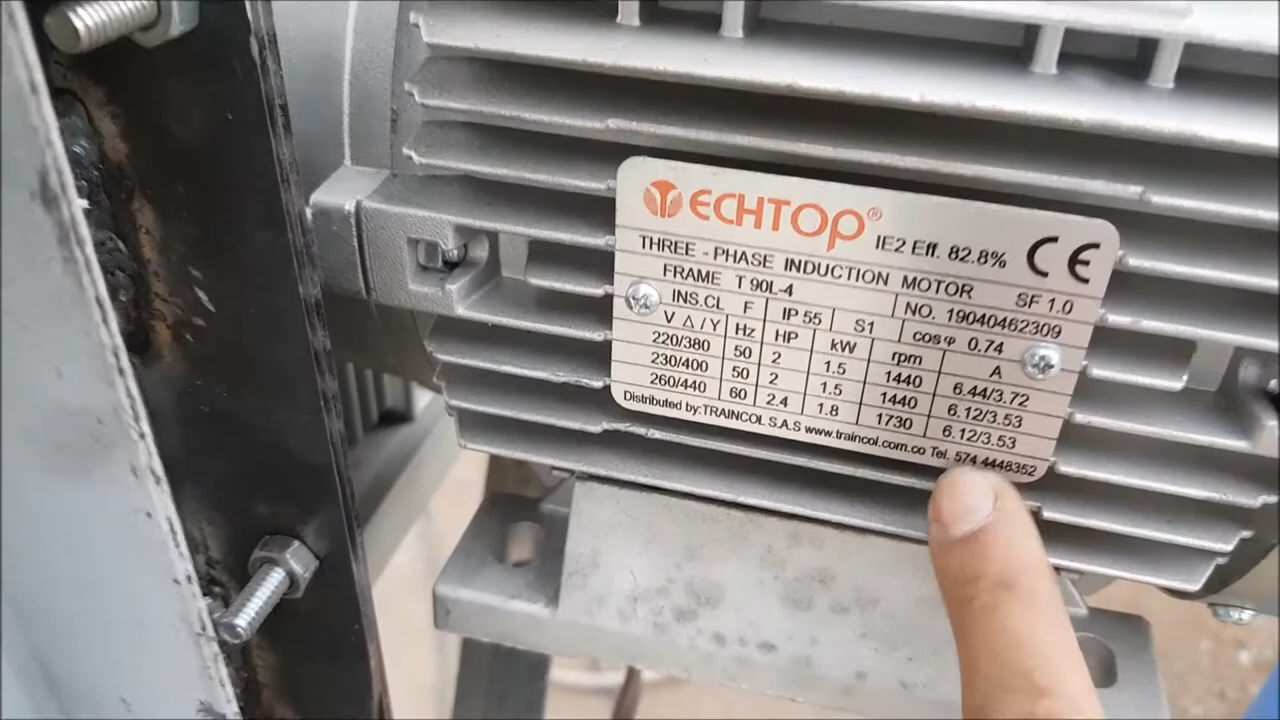 TECHTOP® IE2 Eff. 82.8% CE
THREE - PHASE INDUCTION MOTOR SF 1.0
FRAME T 90L-4 NO. 19040462309
INS.CL F IP 55 S1 cosφ 0.74
V Δ / Y Hz HP kW rpm A
220/380 50 2 1.5 1440 6.44/3.72
230/400 50 2 1.5 1440 6.12/3.53
260/440 60 2.4 1.8 1730 6.12/3.53
Distributed by:TRAINCOL S.A.S www.traincol.com.co Tel. 574 4448352